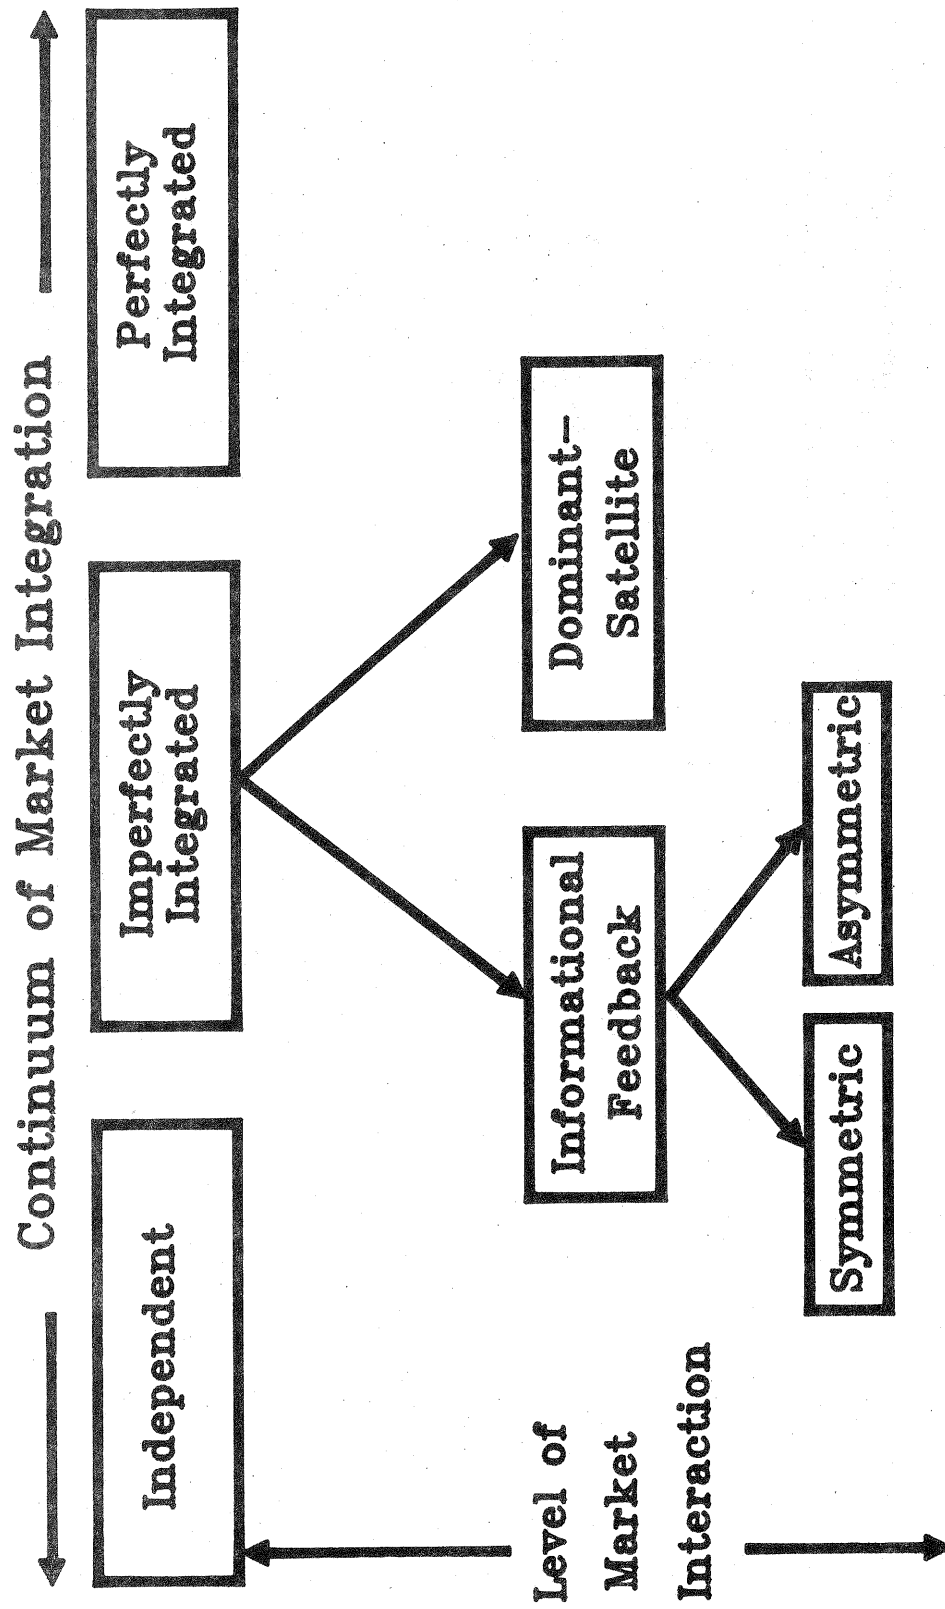 Continuum of Market Integration
Independent
Imperfectly
Integrated
Perfectly
Integrated
Level of
Market
Interaction
Informational
Feedback
Dominant-
Satellite
Symmetric
Asymmetric